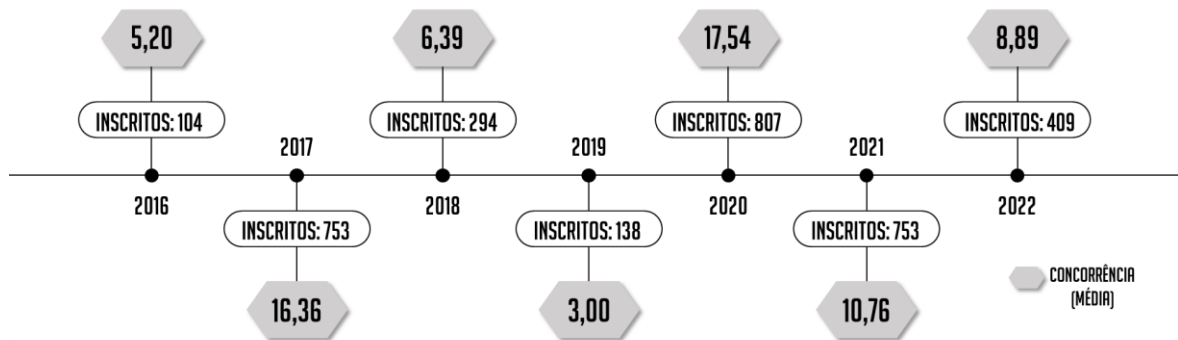 5,20
6,39
17,54
8,89
INSCRITOS: 104
INSCRITOS: 294
INSCRITOS: 807
INSCRITOS: 409
2017
2019
2021
2016
2018
2020
2022
INSCRITOS: 753
INSCRITOS: 138
INSCRITOS: 753
16,36
3,00
10,76
CONCORRÊNCIA
(MÉDIA)